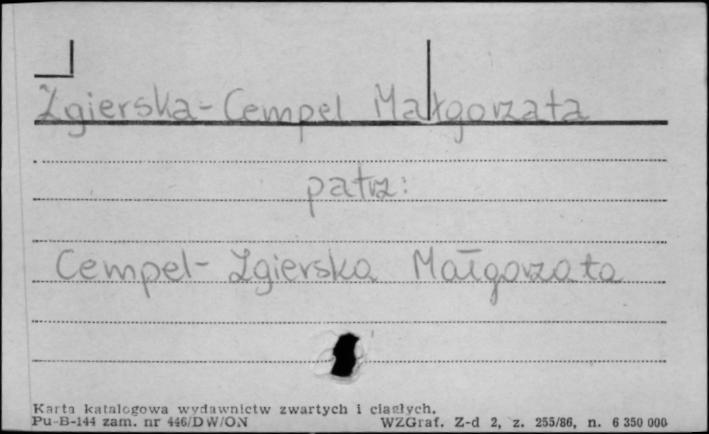 Zgierska-Cempel Małgorzata
patrz:
Cempel-Zgierska Małgorzata
Karta katalogowa wydawnictw zwartych i ciągłych.
Pu-B-144 zam. nr 446/DW/ON WZGraf. Z-d 2, z. 255/86, n. 6 350 000